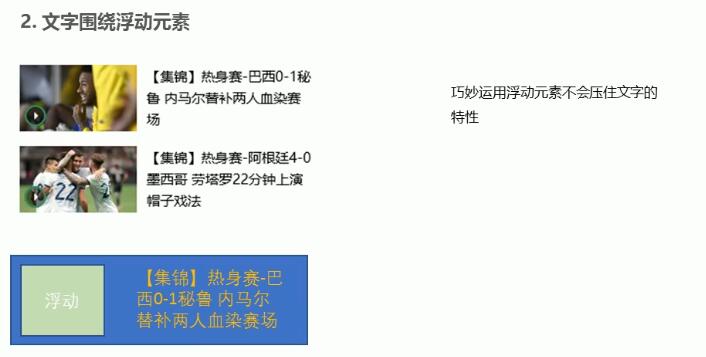 2. 文字围绕浮动元素
【集锦】热身赛-巴西0-1秘
鲁 内马尔替补两人血染赛
场
巧妙运用浮动元素不会压住文字的
特性
【集锦】热身赛-阿根廷4-0
墨西哥 劳塔罗22分钟上演
帽子戏法
22
浮动
【集锦】热身赛-巴
西0-1秘鲁 内马尔
替补两人血染赛场